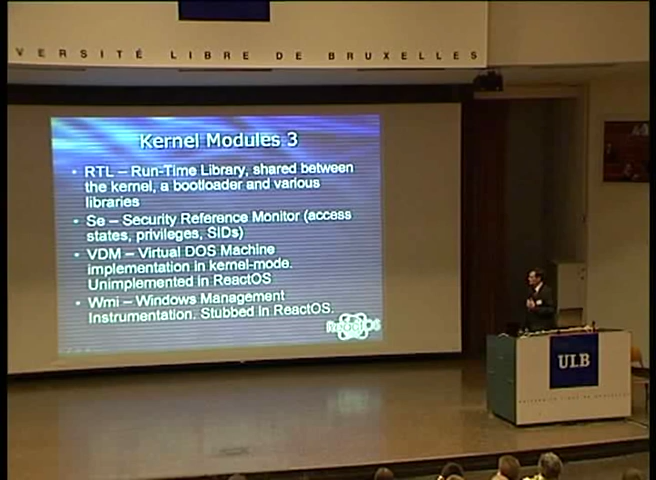 VERSITÉ LIBRE DE BRUXELLES
Kernel Modules 3
• RTL – Run-Time Library, shared between
the kernel, a bootloader and various
libraries
• Se – Security Reference Monitor (access
states, privileges, SIDs)
• VDM – Virtual DOS Machine
implementation in kernel-mode.
Unimplemented in ReactOS
• Wmi – Windows Management
Instrumentation. Stubbed in ReactOS.
ReactOS
ULB